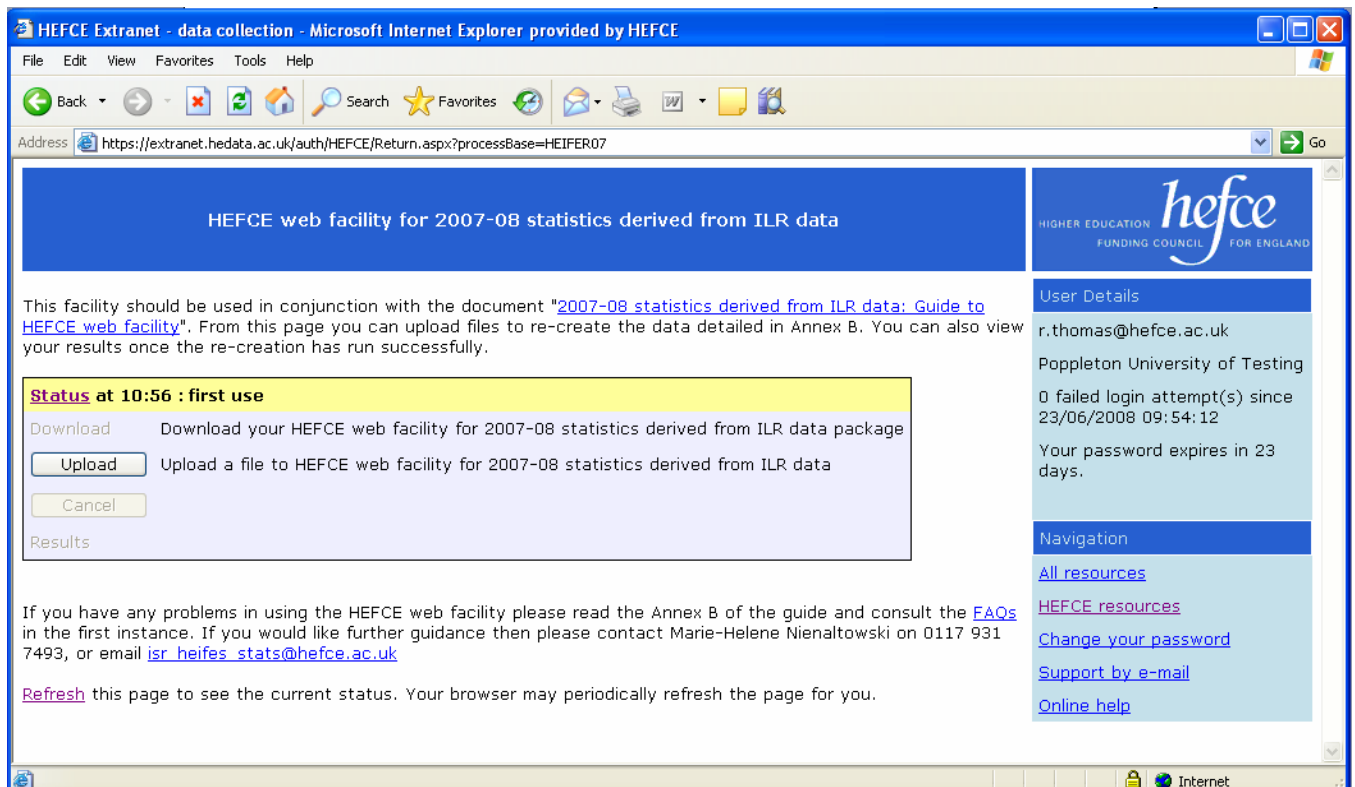 HEFCE Extranet - data collection - Microsoft Internet Explorer provided by HEFCE
File Edit View Favorites Tools Help
Back Search Favorites
Address https://extranet.hedata.ac.uk/auth/HEFCE/Return.aspx?processBase=HEIFER07 Go
HEFCE web facility for 2007-08 statistics derived from ILR data
This facility should be used in conjunction with the document "2007-08 statistics derived from ILR data: Guide to
HEFCE web facility". From this page you can upload files to re-create the data detailed in Annex B. You can also view
your results once the re-creation has run successfully.
Status at 10:56 : first use
Download Download your HEFCE web facility for 2007-08 statistics derived from ILR data package
Upload Upload a file to HEFCE web facility for 2007-08 statistics derived from ILR data
Cancel
Results
If you have any problems in using the HEFCE web facility please read the Annex B of the guide and consult the FAQs
in the first instance. If you would like further guidance then please contact Marie-Helene Nienaltowski on 0117 931
7493, or email isr_heifes_stats@hefce.ac.uk
Refresh this page to see the current status. Your browser may periodically refresh the page for you.
hefce
HIGHER EDUCATION
FUNDING COUNCIL FOR ENGLAND
User Details
r.thomas@hefce.ac.uk
Poppleton University of Testing
0 failed login attempt(s) since
23/06/2008 09:54:12
Your password expires in 23
days.
Navigation
All resources
HEFCE resources
Change your password
Support by e-mail
Online help
Internet